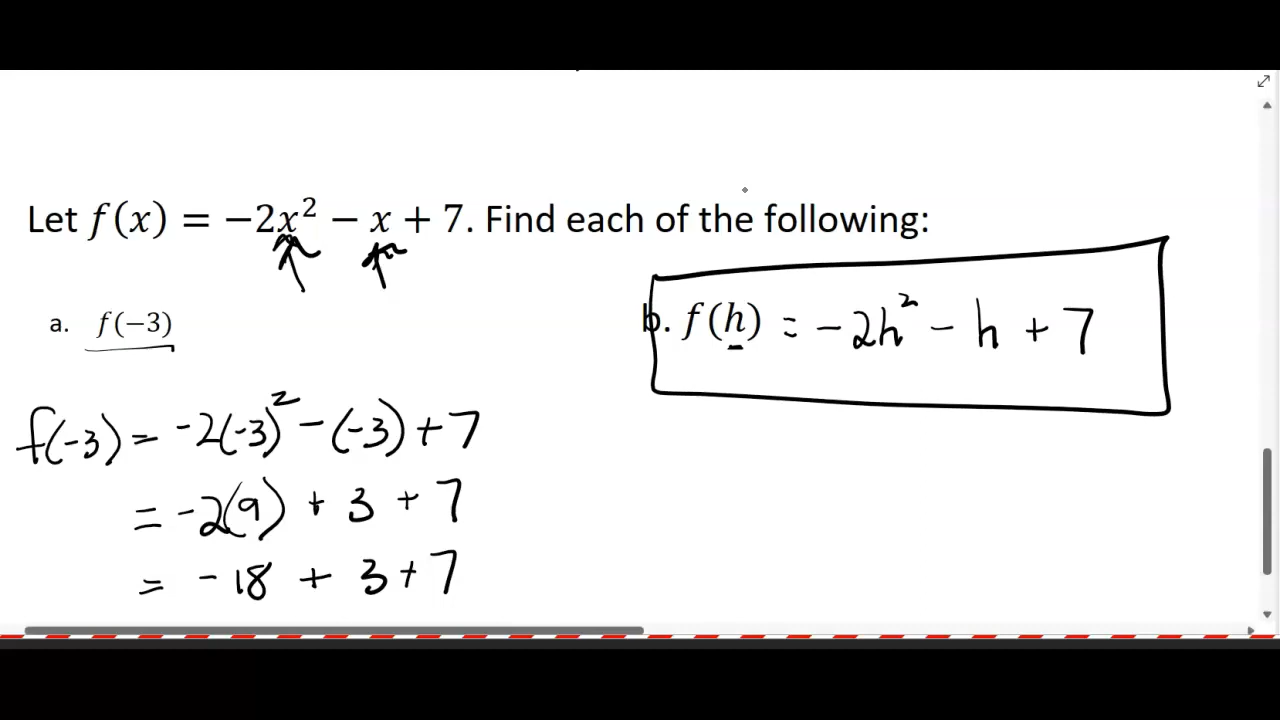 Let f(x) = −2x² − x + 7. Find each of the following:
a. f(−3)
f(-3) = -2(-3)² - (-3) + 7
= -2(9) + 3 + 7
= -18 + 3 + 7
b. f(h) = -2h² - h + 7